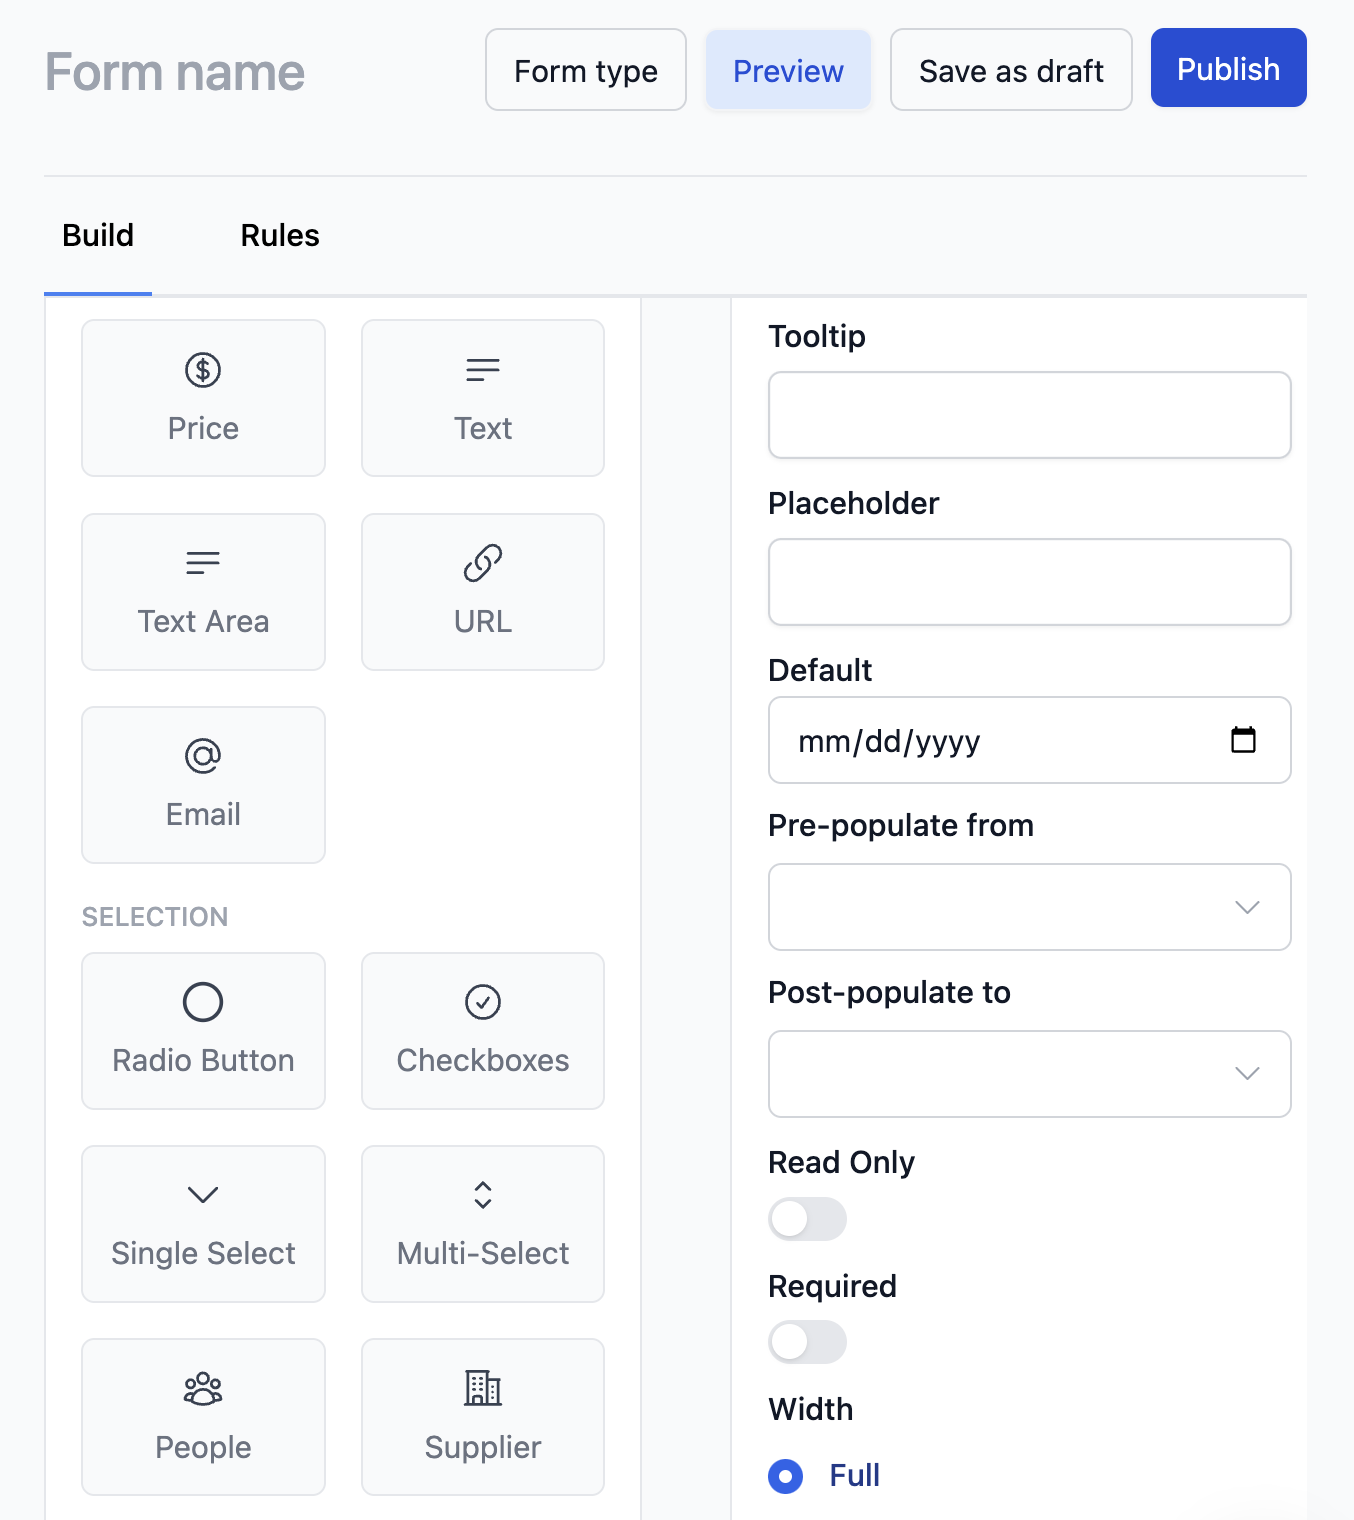 Form name
Form type
Preview
Save as draft
Publish
Build
Rules
Price
Text
Text Area
URL
Email
SELECTION
Radio Button
Checkboxes
Single Select
Multi-Select
People
Supplier
Tooltip
Placeholder
Default
mm/dd/yyyy
Pre-populate from
Post-populate to
Read Only
Required
Width
Full